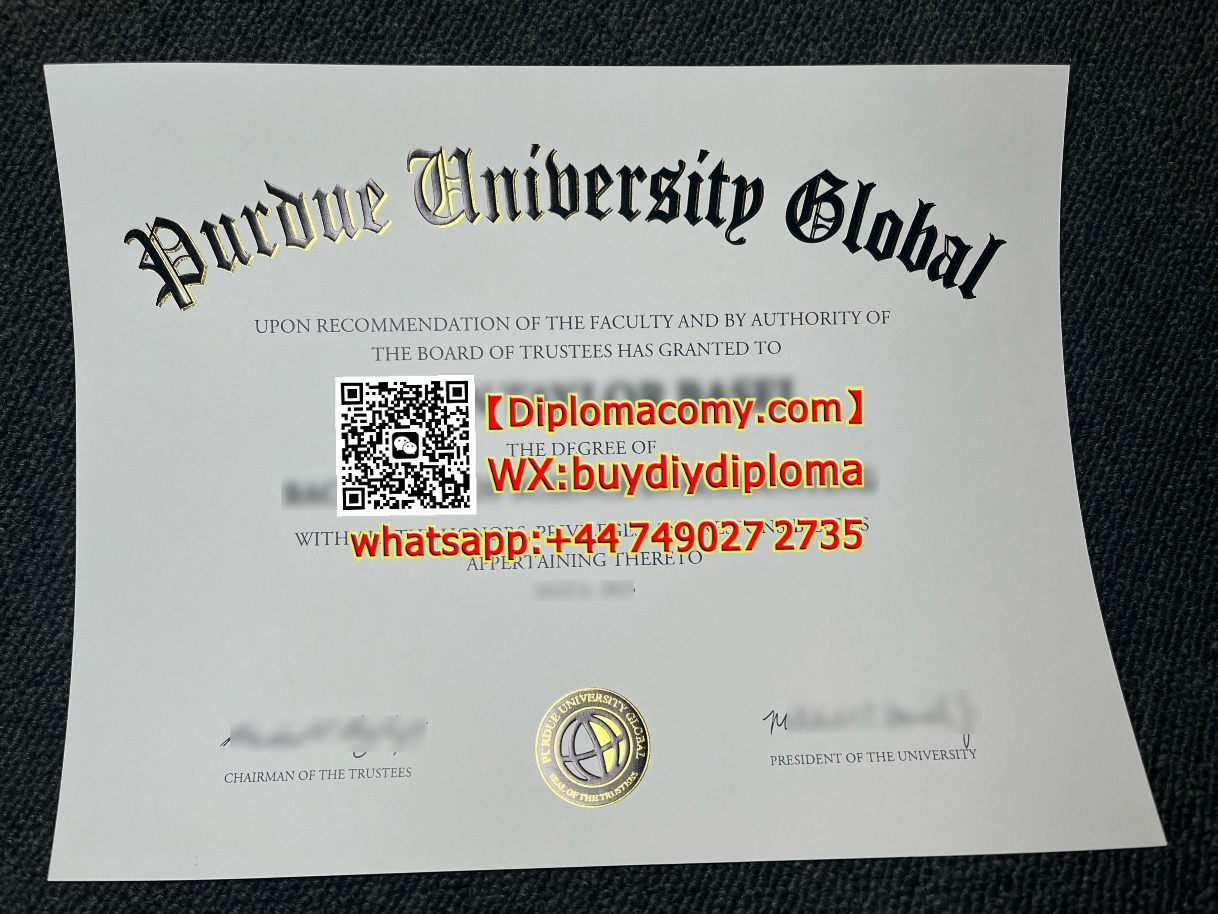 Purdue University Global
UPON RECOMMENDATION OF THE FACULTY AND BY AUTHORITY OF
THE BOARD OF TRUSTEES HAS GRANTED TO
【Diplomacomy.com】
THE DEGREE OF
WX:buydiydiploma
WITH
whatsapp:+44 74902 7 2735
APPERTAINING THERETO
CHAIRMAN OF THE TRUSTEES
PURDUE UNIVERSITY GLOBAL
SEAL OF THE TRUSTEES
PRESIDENT OF THE UNIVERSITY